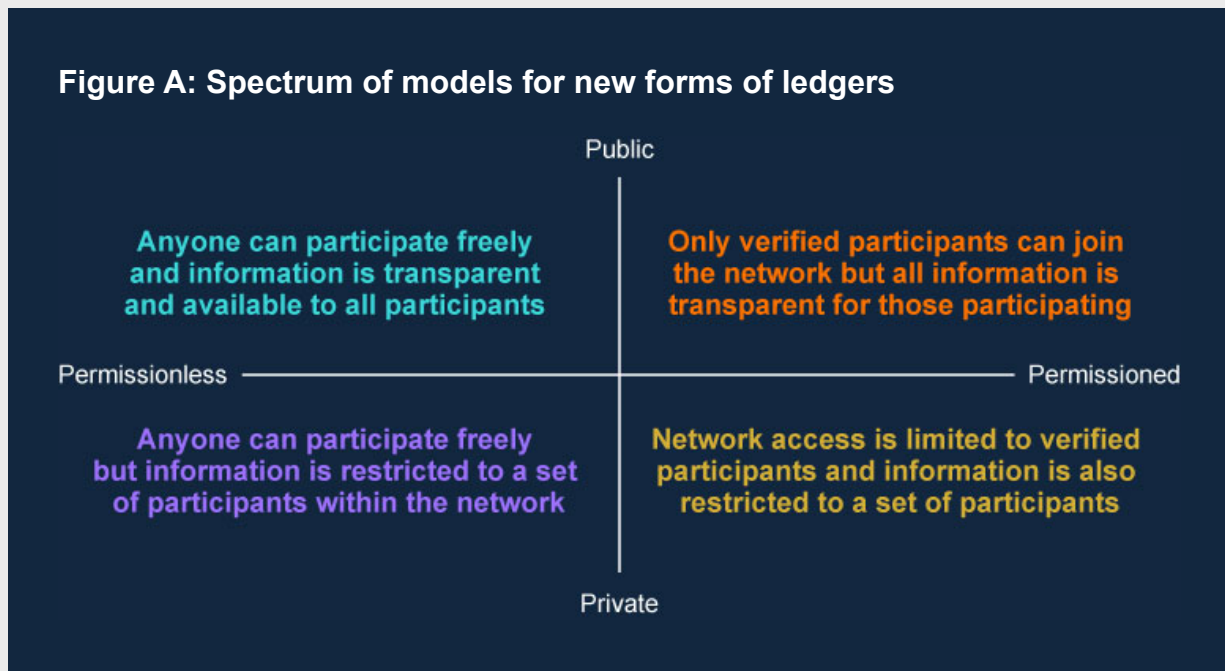 Figure A: Spectrum of models for new forms of ledgers
Public
Anyone can participate freely
and information is transparent
and available to all participants
Only verified participants can join
the network but all information is
transparent for those participating
Permissionless
Permissioned
Anyone can participate freely
but information is restricted to a set
of participants within the network
Network access is limited to verified
participants and information is also
restricted to a set of participants
Private